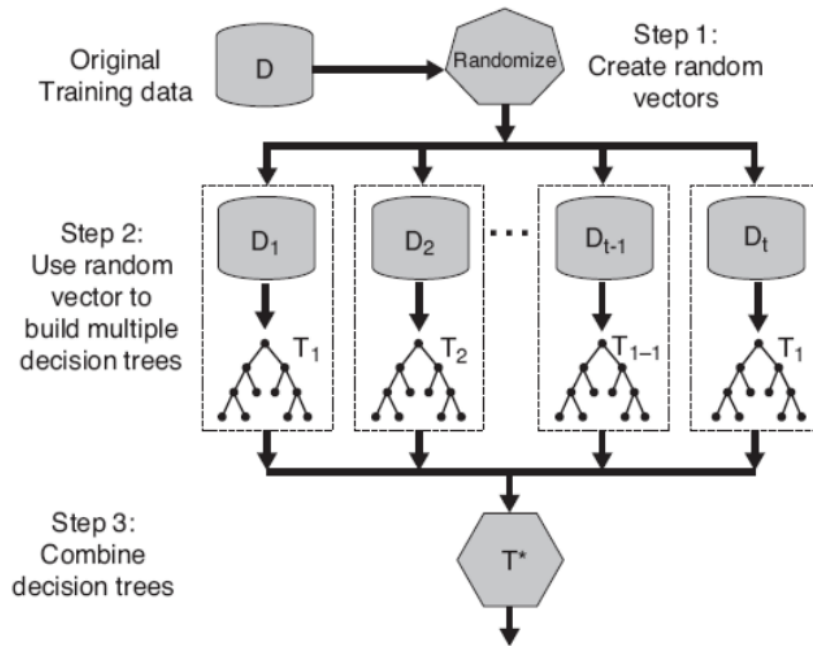 Original
Training data
D
Randomize
Step 1:
Create random
vectors
Step 2:
Use random
vector to
build multiple
decision trees
D₁
D₂
...
Dₜ₋₁
Dₜ
T₁
T₂
T₁₋₁
T₁
Step 3:
Combine
decision trees
T*